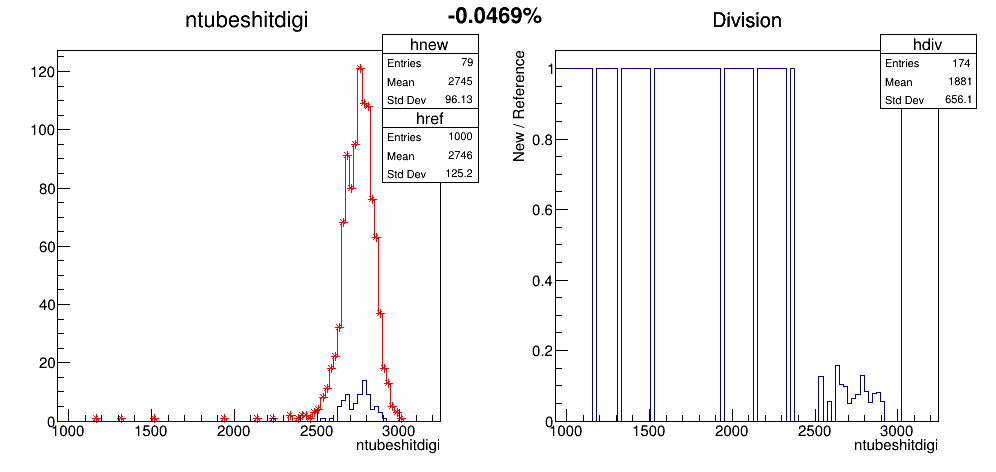 -0.0469%
ntubeshitdigi
hnew
Entries 79
Mean 2745
Std Dev 96.13
href
Entries 1000
Mean 2746
Std Dev 125.2
120
100
80
60
40
20
0
1000 1500 2000 2500 3000
ntubeshitdigi
Division
hdiv
Entries 174
Mean 1881
Std Dev 656.1
New / Reference
1
0.8
0.6
0.4
0.2
0
1000 1500 2000 2500 3000
ntubeshitdigi